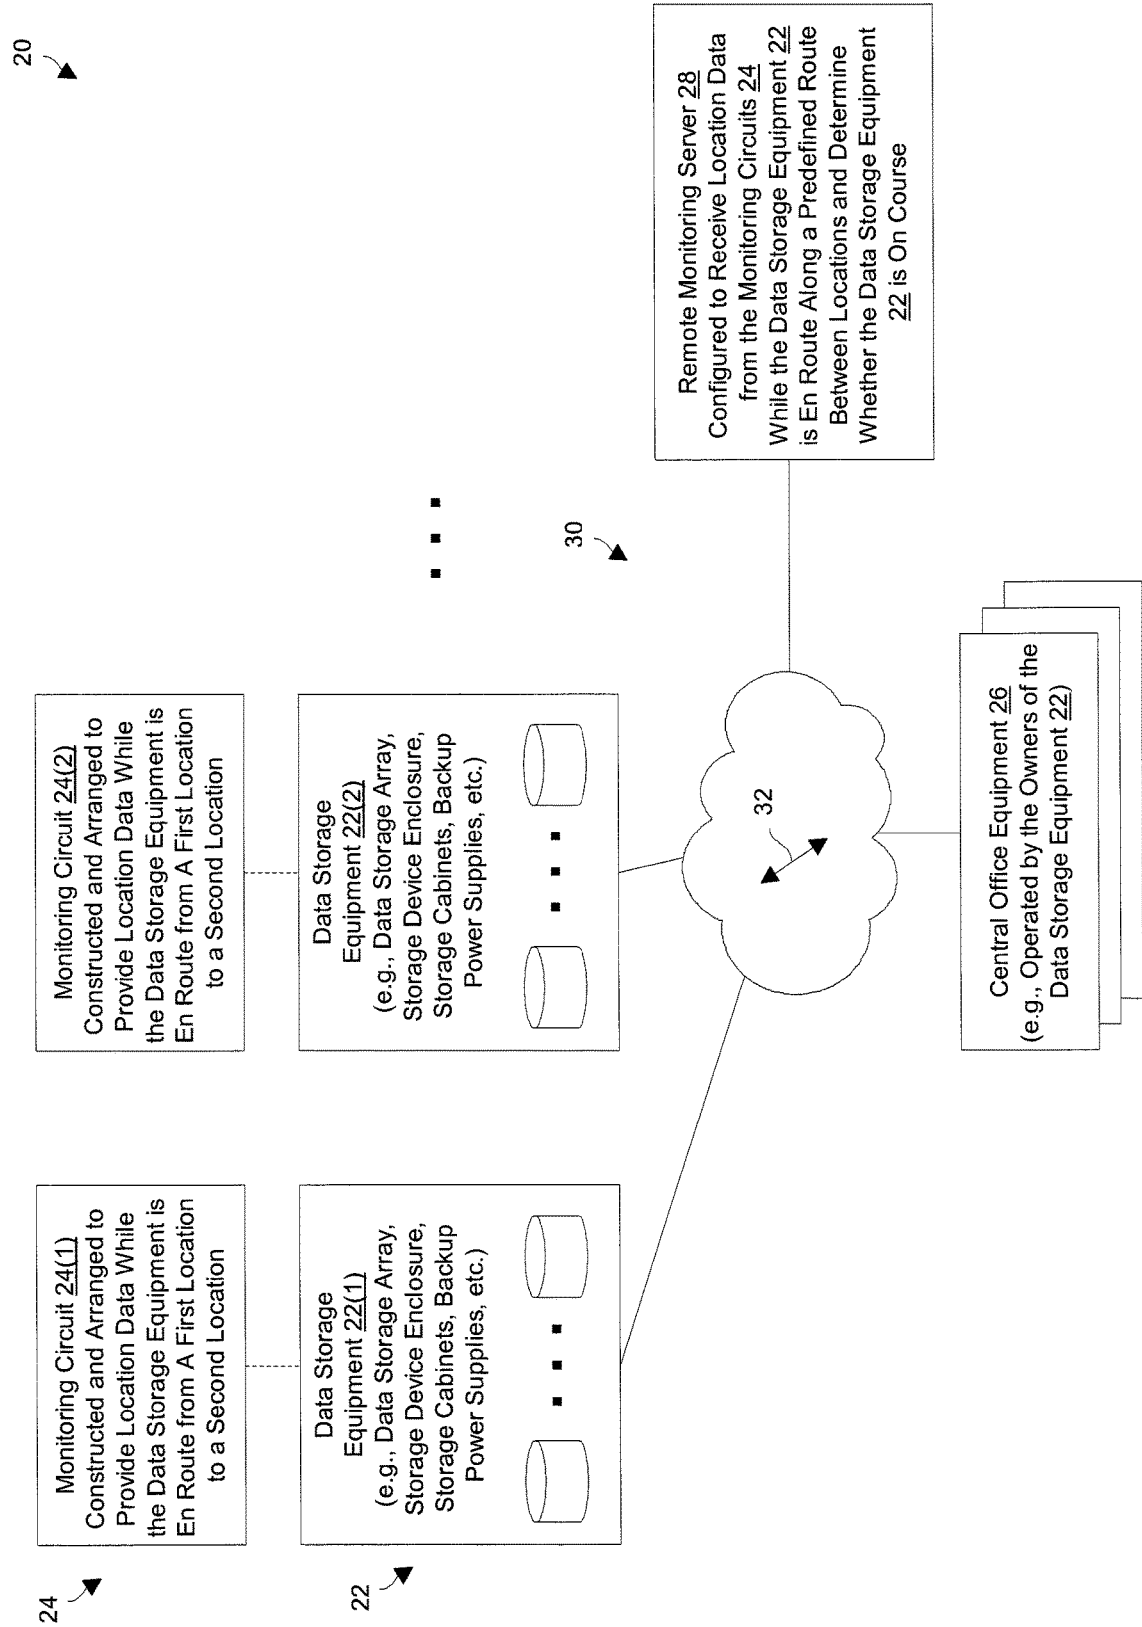 20
24
Monitoring Circuit 24(1)
Constructed and Arranged to
Provide Location Data While
the Data Storage Equipment is
En Route from A First Location
to a Second Location
Monitoring Circuit 24(2)
Constructed and Arranged to
Provide Location Data While
the Data Storage Equipment is
En Route from A First Location
to a Second Location
22
Data Storage
Equipment 22(1)
(e.g., Data Storage Array,
Storage Device Enclosure,
Storage Cabinets, Backup
Power Supplies, etc.)
Data Storage
Equipment 22(2)
(e.g., Data Storage Array,
Storage Device Enclosure,
Storage Cabinets, Backup
Power Supplies, etc.)
30
32
Remote Monitoring Server 28
Configured to Receive Location Data
from the Monitoring Circuits 24
While the Data Storage Equipment 22
is En Route Along a Predefined Route
Between Locations and Determine
Whether the Data Storage Equipment
22 is On Course
Central Office Equipment 26
(e.g., Operated by the Owners of the
Data Storage Equipment 22)